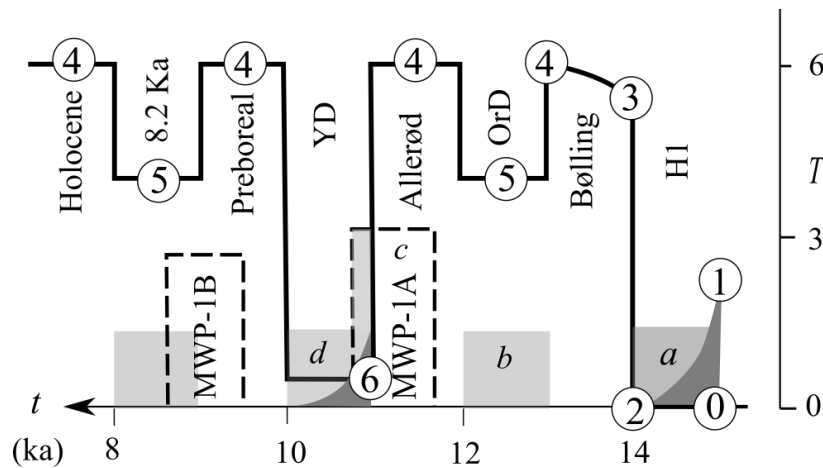 4 4 4 4 6
3
5 5
Holocene
8.2 Ka
Preboreal
YD
Allerød
OrD
Bølling
H1
T
3
1
MWP-1B
d
c
MWP-1A
b
a
6
t
2 0 0
(ka) 8 10 12 14